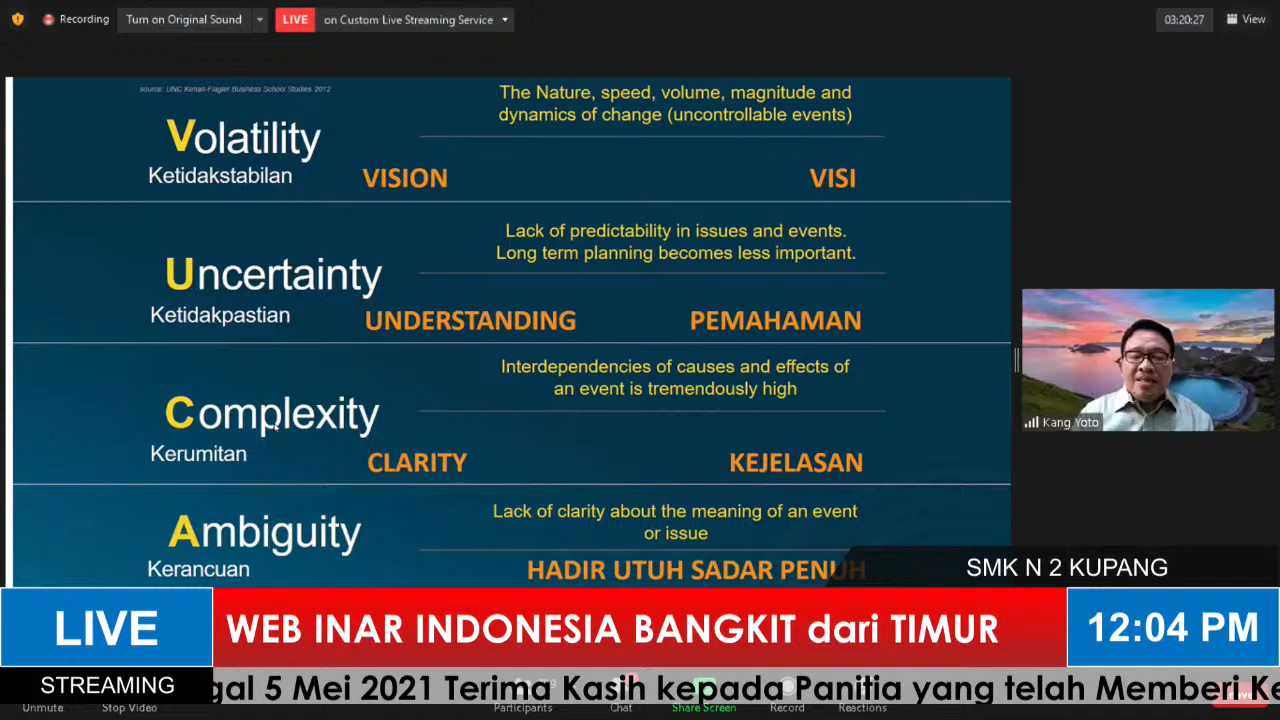 Recording
Turn on Original Sound
LIVE
on Custom Live Streaming Service
03:20:27
View
source: UNC Kenan-Flagler Business School Studies 2012
The Nature, speed, volume, magnitude and
dynamics of change (uncontrollable events)
Volatility
Ketidakstabilan
VISION
VISI
Lack of predictability in issues and events.
Long term planning becomes less important.
Uncertainty
Ketidakpastian
UNDERSTANDING
PEMAHAMAN
Interdependencies of causes and effects of
an event is tremendously high
Complexity
Kerumitan
CLARITY
KEJELASAN
Kang Yoto
Lack of clarity about the meaning of an event
or issue
Ambiguity
Kerancuan
HADIR UTUH SADAR PENUH
SMK N 2 KUPANG
LIVE
WEB INAR INDONESIA BANGKIT dari TIMUR
12:04 PM
STREAMING
gal 5 Mei 2021 Terima Kasih kepada Panitia yang telah Memberi Ke
Unmute
Stop Video
Participants
Chat
Share Screen
Record
Reactions